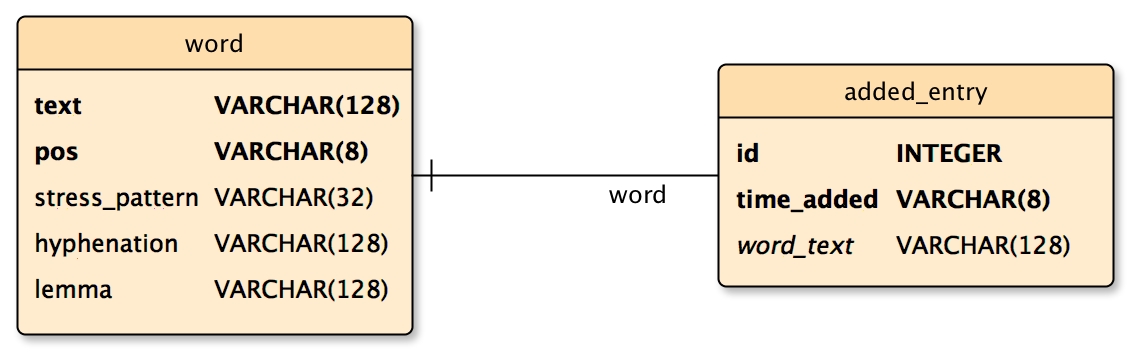 word
text VARCHAR(128)
pos VARCHAR(8)
stress_pattern VARCHAR(32)
hyphenation VARCHAR(128)
lemma VARCHAR(128)
word
added_entry
id INTEGER
time_added VARCHAR(8)
word_text VARCHAR(128)